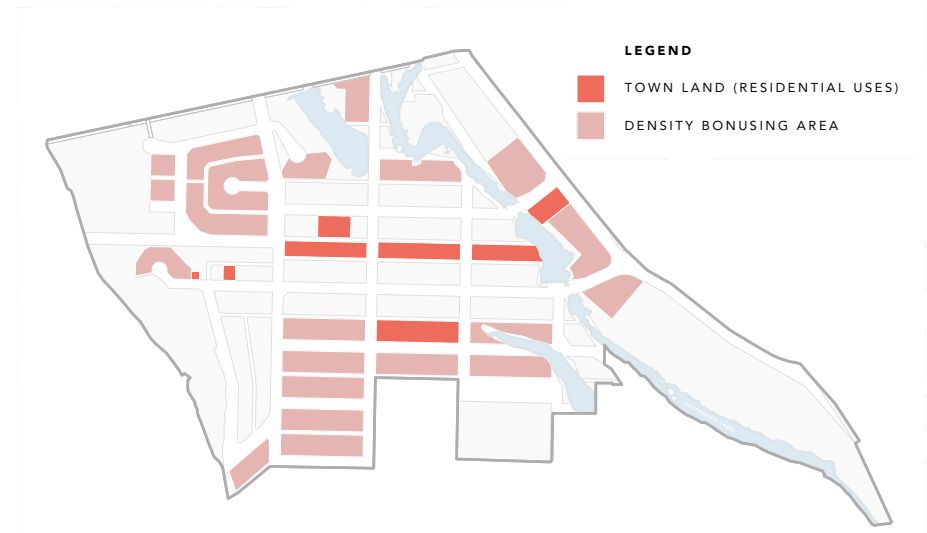 LEGEND
TOWN LAND (RESIDENTIAL USES)
DENSITY BONUSING AREA